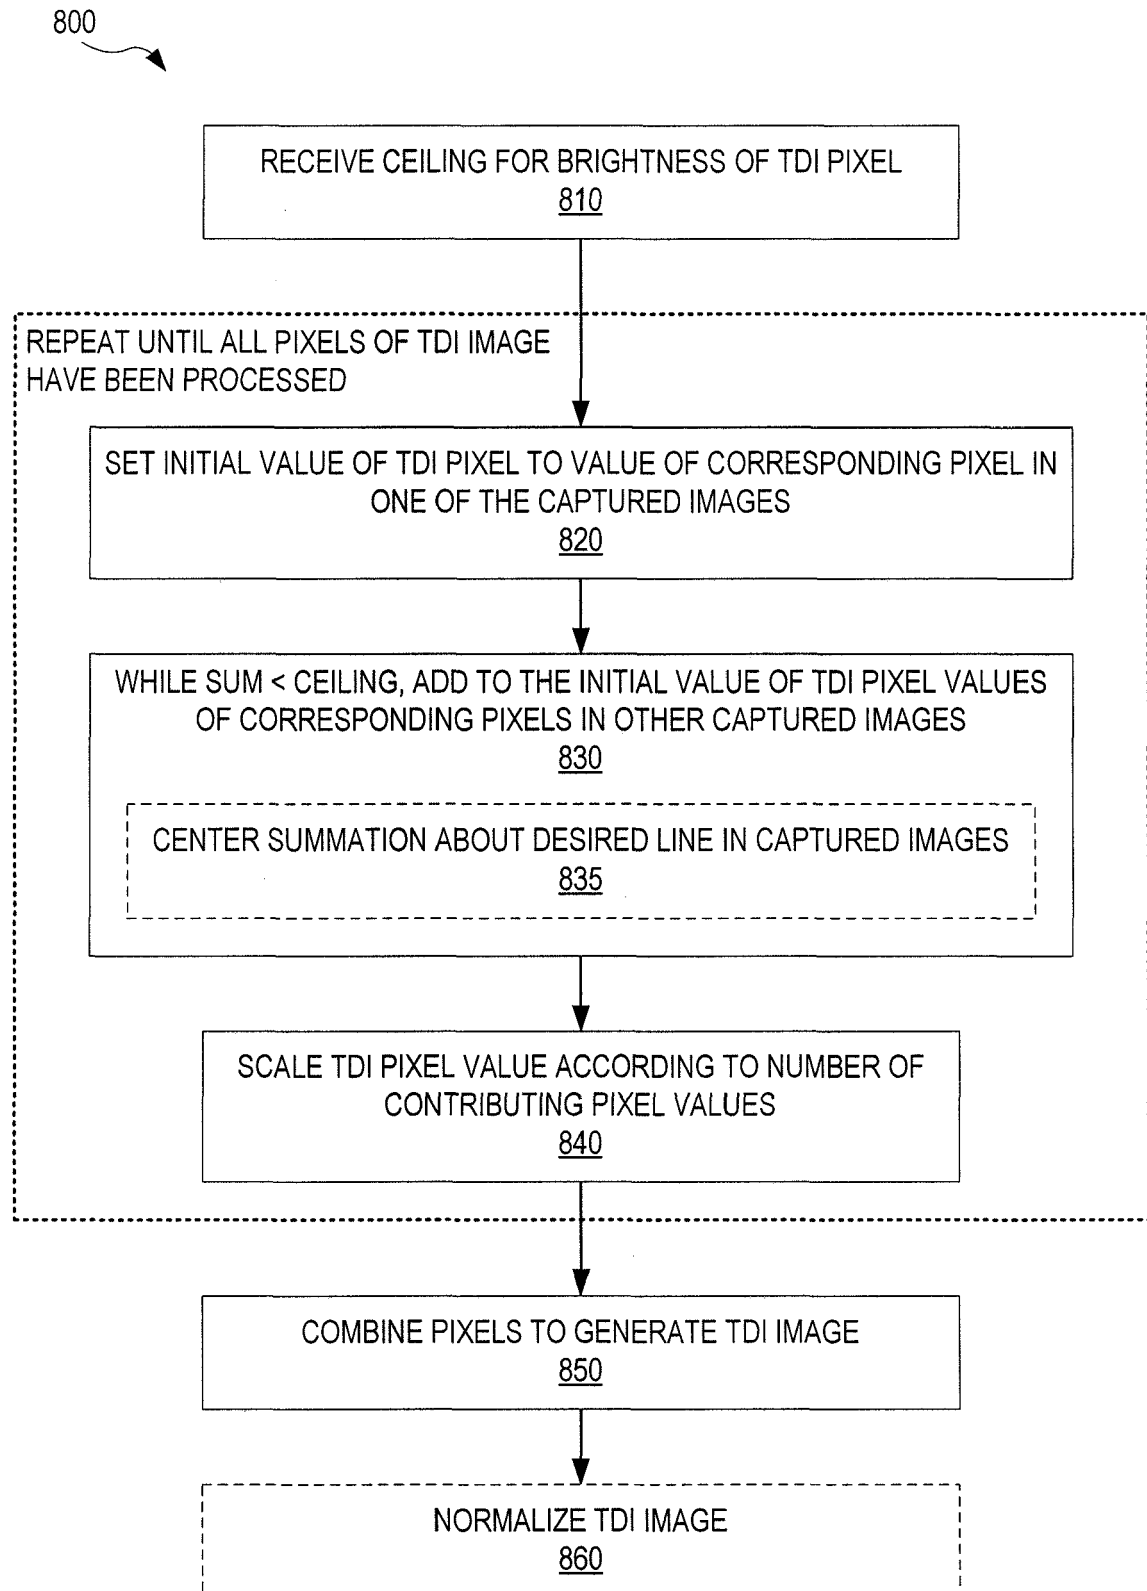 800
RECEIVE CEILING FOR BRIGHTNESS OF TDI PIXEL
810
REPEAT UNTIL ALL PIXELS OF TDI IMAGE
HAVE BEEN PROCESSED
SET INITIAL VALUE OF TDI PIXEL TO VALUE OF CORRESPONDING PIXEL IN
ONE OF THE CAPTURED IMAGES
820
WHILE SUM < CEILING, ADD TO THE INITIAL VALUE OF TDI PIXEL VALUES
OF CORRESPONDING PIXELS IN OTHER CAPTURED IMAGES
830
CENTER SUMMATION ABOUT DESIRED LINE IN CAPTURED IMAGES
835
SCALE TDI PIXEL VALUE ACCORDING TO NUMBER OF
CONTRIBUTING PIXEL VALUES
840
COMBINE PIXELS TO GENERATE TDI IMAGE
850
NORMALIZE TDI IMAGE
860